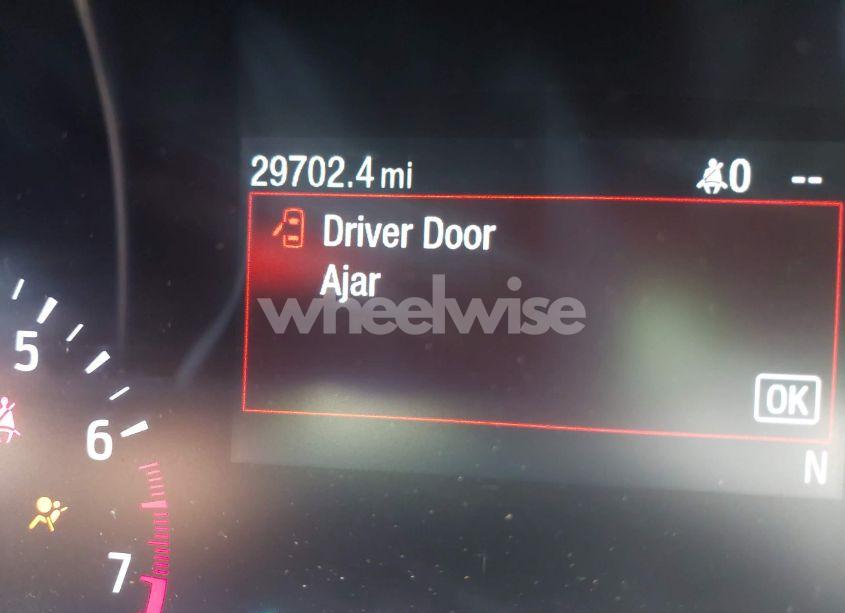 29702.4 mi
0 --
Driver Door
Ajar
wheelwise
5
OK
6
N
7